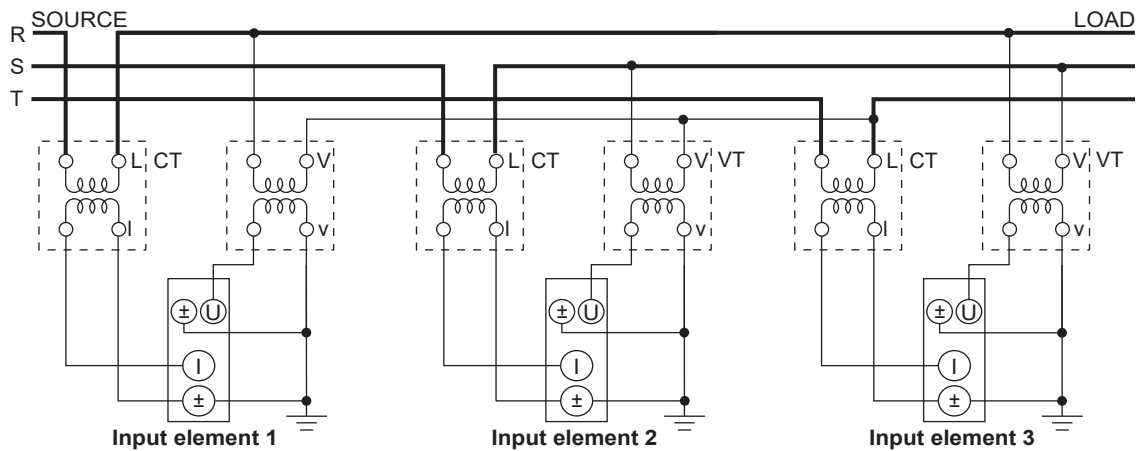 SOURCE LOAD
R
S
T
L CT V L CT V VT L CT V VT
l v l v l v
± U ± U ± U
I I I
± ± ±
Input element 1 Input element 2 Input element 3